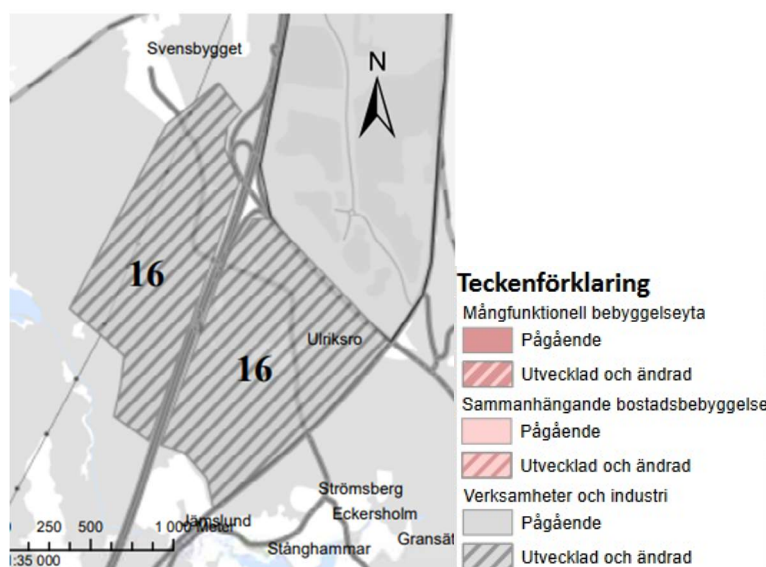 Svensbygget
N
16
Ulriksro
16
Strömsberg
Eckersholm
Jämslund
Gransät
Stånghammar
250 500 1 000 Meter
1:35 000
Teckenförklaring
Mångfunktionell bebyggelseyta
Pågående
Utvecklad och ändrad
Sammanhängande bostadsbebyggelse
Pågående
Utvecklad och ändrad
Verksamheter och industri
Pågående
Utvecklad och ändrad